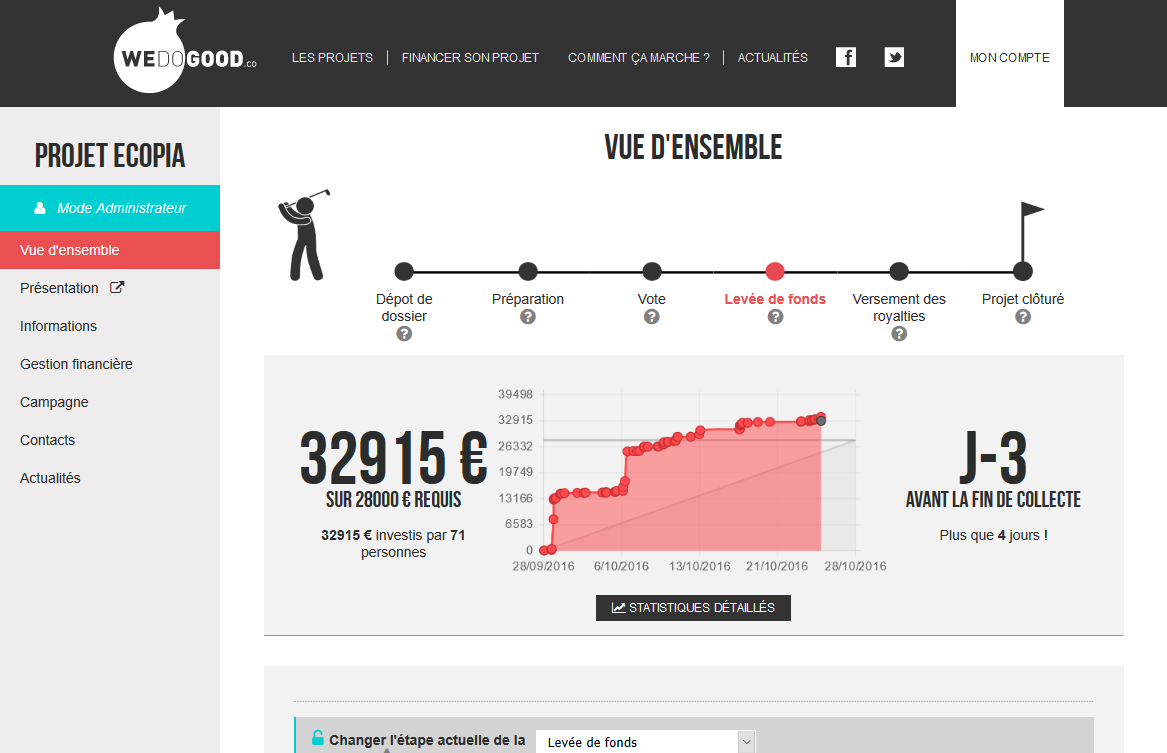 WEDOGOOD.co
LES PROJETS
FINANCER SON PROJET
COMMENT ÇA MARCHE ?
ACTUALITÉS
f
MON COMPTE
PROJET ECOPIA
Mode Administrateur
Vue d'ensemble
Présentation
Informations
Gestion financière
Campagne
Contacts
Actualités
VUE D'ENSEMBLE
Dépot de
dossier
?
Préparation
?
Vote
?
Levée de fonds
?
Versement des
royalties
?
Projet clôturé
?
32915 €
SUR 28000 € REQUIS
32915 € investis par 71
personnes
39498
32915
26332
19749
13166
6583
0
28/09/2016
6/10/2016
13/10/2016
21/10/2016
28/10/2016
J-3
AVANT LA FIN DE COLLECTE
Plus que 4 jours !
STATISTIQUES DÉTAILLÉS
Changer l'étape actuelle de la
Levée de fonds